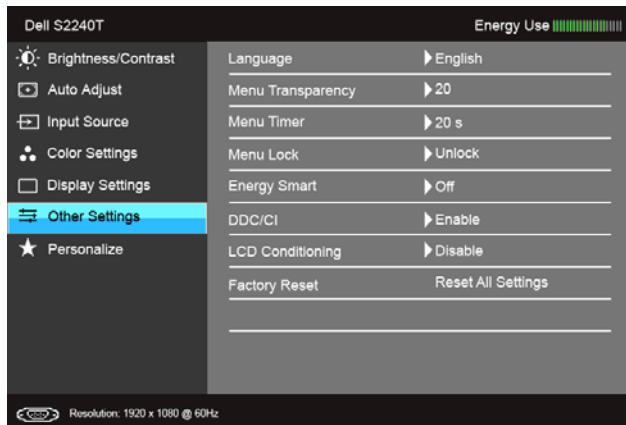 Dell S2240T
Energy Use
Brightness/Contrast
Auto Adjust
Input Source
Color Settings
Display Settings
Other Settings
Personalize
Language English
Menu Transparency 20
Menu Timer 20 s
Menu Lock Unlock
Energy Smart Off
DDC/CI Enable
LCD Conditioning Disable
Factory Reset Reset All Settings
Resolution: 1920 x 1080 @ 60Hz